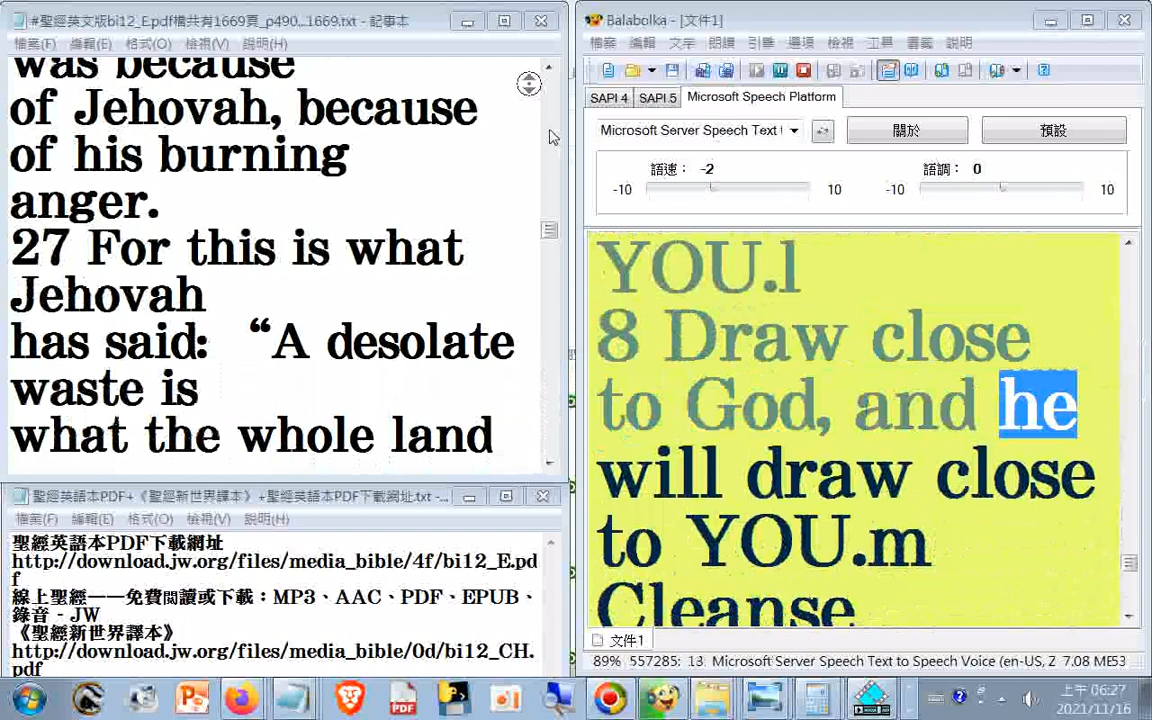 #聖經英文版bi12_E.pdf檔共有1669頁_p490...1669.txt - 記事本
檔案(F) 編輯(E) 格式(O) 檢視(V) 說明(H)
was because
of Jehovah, because
of his burning
anger.
27 For this is what
Jehovah
has said: “A desolate
waste is
what the whole land
聖經英語本PDF+《聖經新世界譯本》+聖經英語本PDF下載網址.txt - ...
檔案(F) 編輯(E) 格式(O) 檢視(V) 說明(H)
聖經英語本PDF下載網址
http://download.jw.org/files/media_bible/4f/bi12_E.pd
f
線上聖經——免費閱讀或下載：MP3、AAC、PDF、EPUB、
錄音 - JW
《聖經新世界譯本》
http://download.jw.org/files/media_bible/0d/bi12_CH.
pdf
Balabolka - [文件1]
檔案 編輯 文字 朗讀 引擎 選項 檢視 工具 書籤 說明
SAPI 4 SAPI 5 Microsoft Speech Platform
Microsoft Server Speech Text 關於 預設
語速： -2 語調： 0
-10 10 -10 10
YOU.l
8 Draw close
to God, and he
will draw close
to YOU.m
Cleanse
文件1
89% 557285: 13 Microsoft Server Speech Text to Speech Voice (en-US, Z 7.08 ME53
上午 06:27
2021/11/16